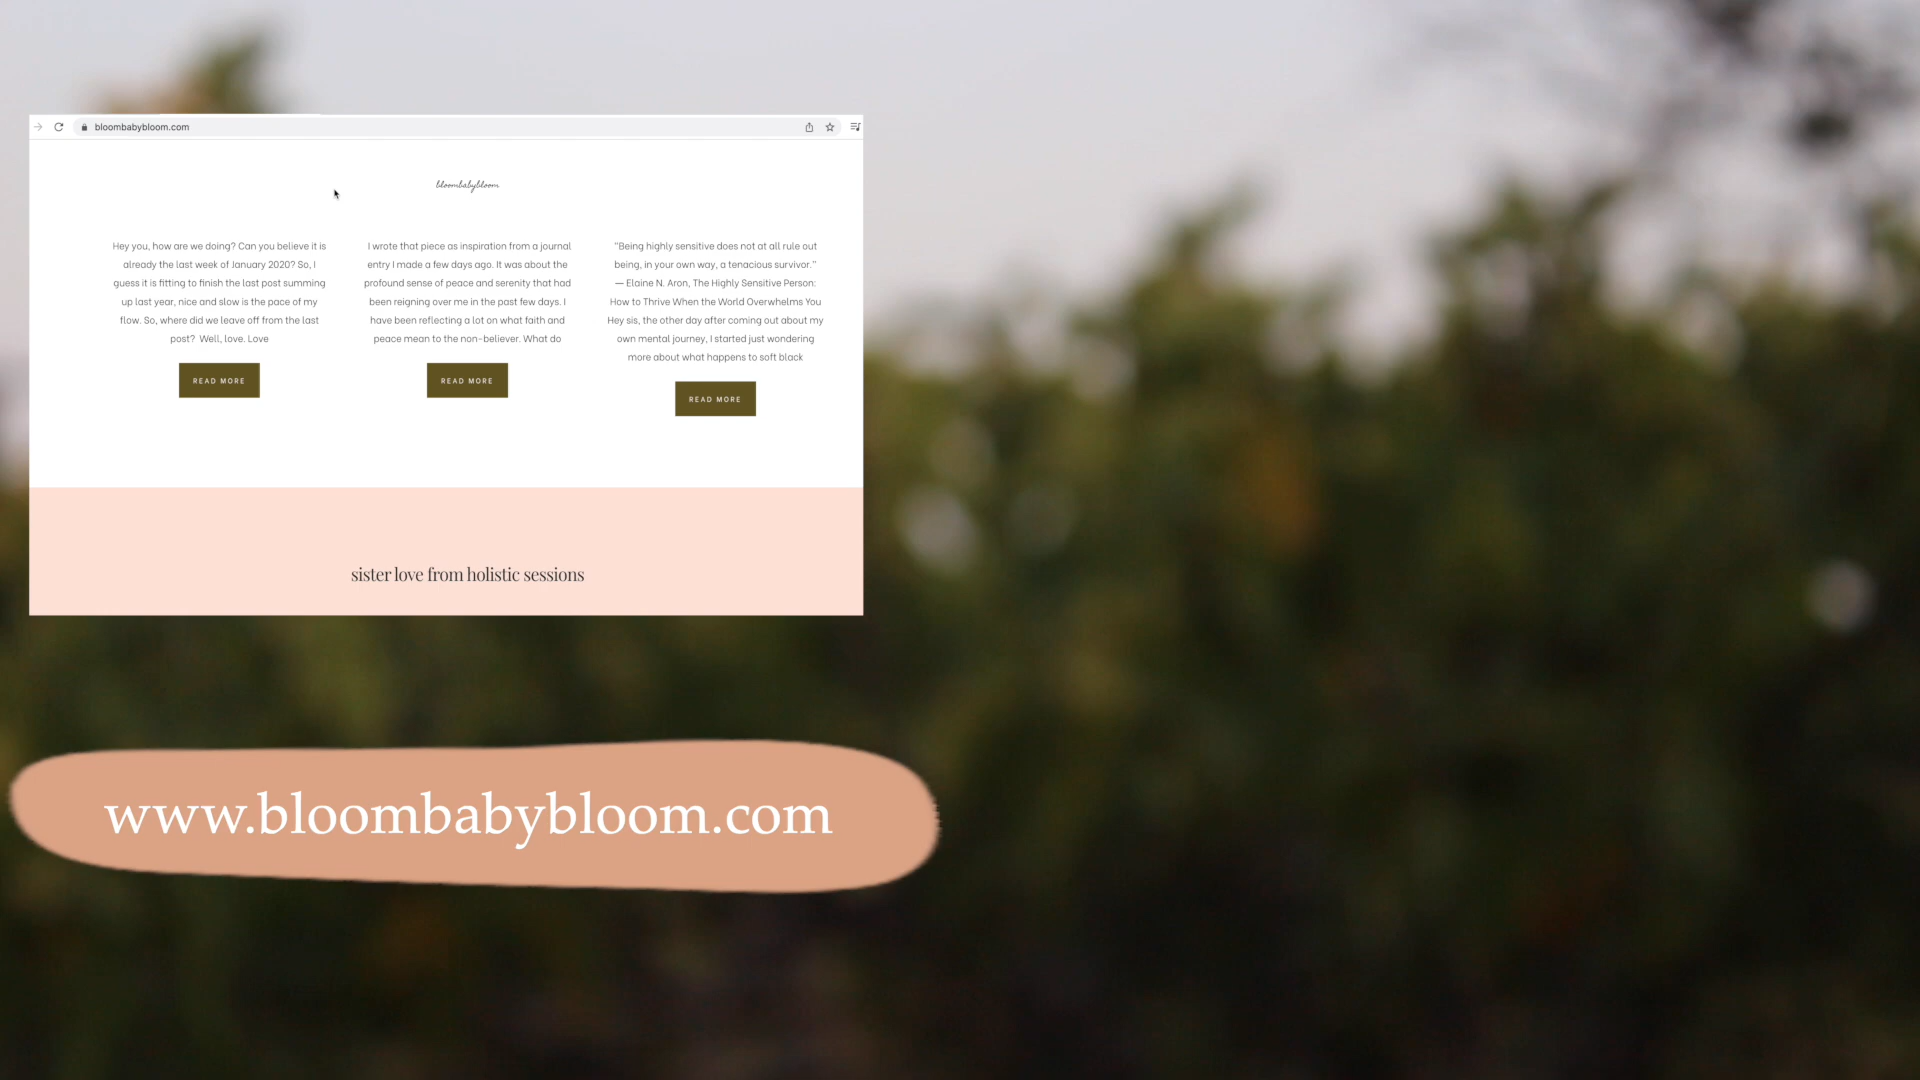 bloombabybloom.com
bloombabybloom
Hey you, how are we doing? Can you believe it is
already the last week of January 2020? So, I
guess it is fitting to finish the last post summing
up last year, nice and slow is the pace of my
flow. So, where did we leave off from the last
post?  Well, love. Love
READ MORE
I wrote that piece as inspiration from a journal
entry I made a few days ago. It was about the
profound sense of peace and serenity that had
been reigning over me in the past few days. I
have been reflecting a lot on what faith and
peace mean to the non-believer. What do
READ MORE
"Being highly sensitive does not at all rule out
being, in your own way, a tenacious survivor."
— Elaine N. Aron, The Highly Sensitive Person:
How to Thrive When the World Overwhelms You
Hey sis, the other day after coming out about my
own mental journey, I started just wondering
more about what happens to soft black
READ MORE
sister love from holistic sessions
www.bloombabybloom.com